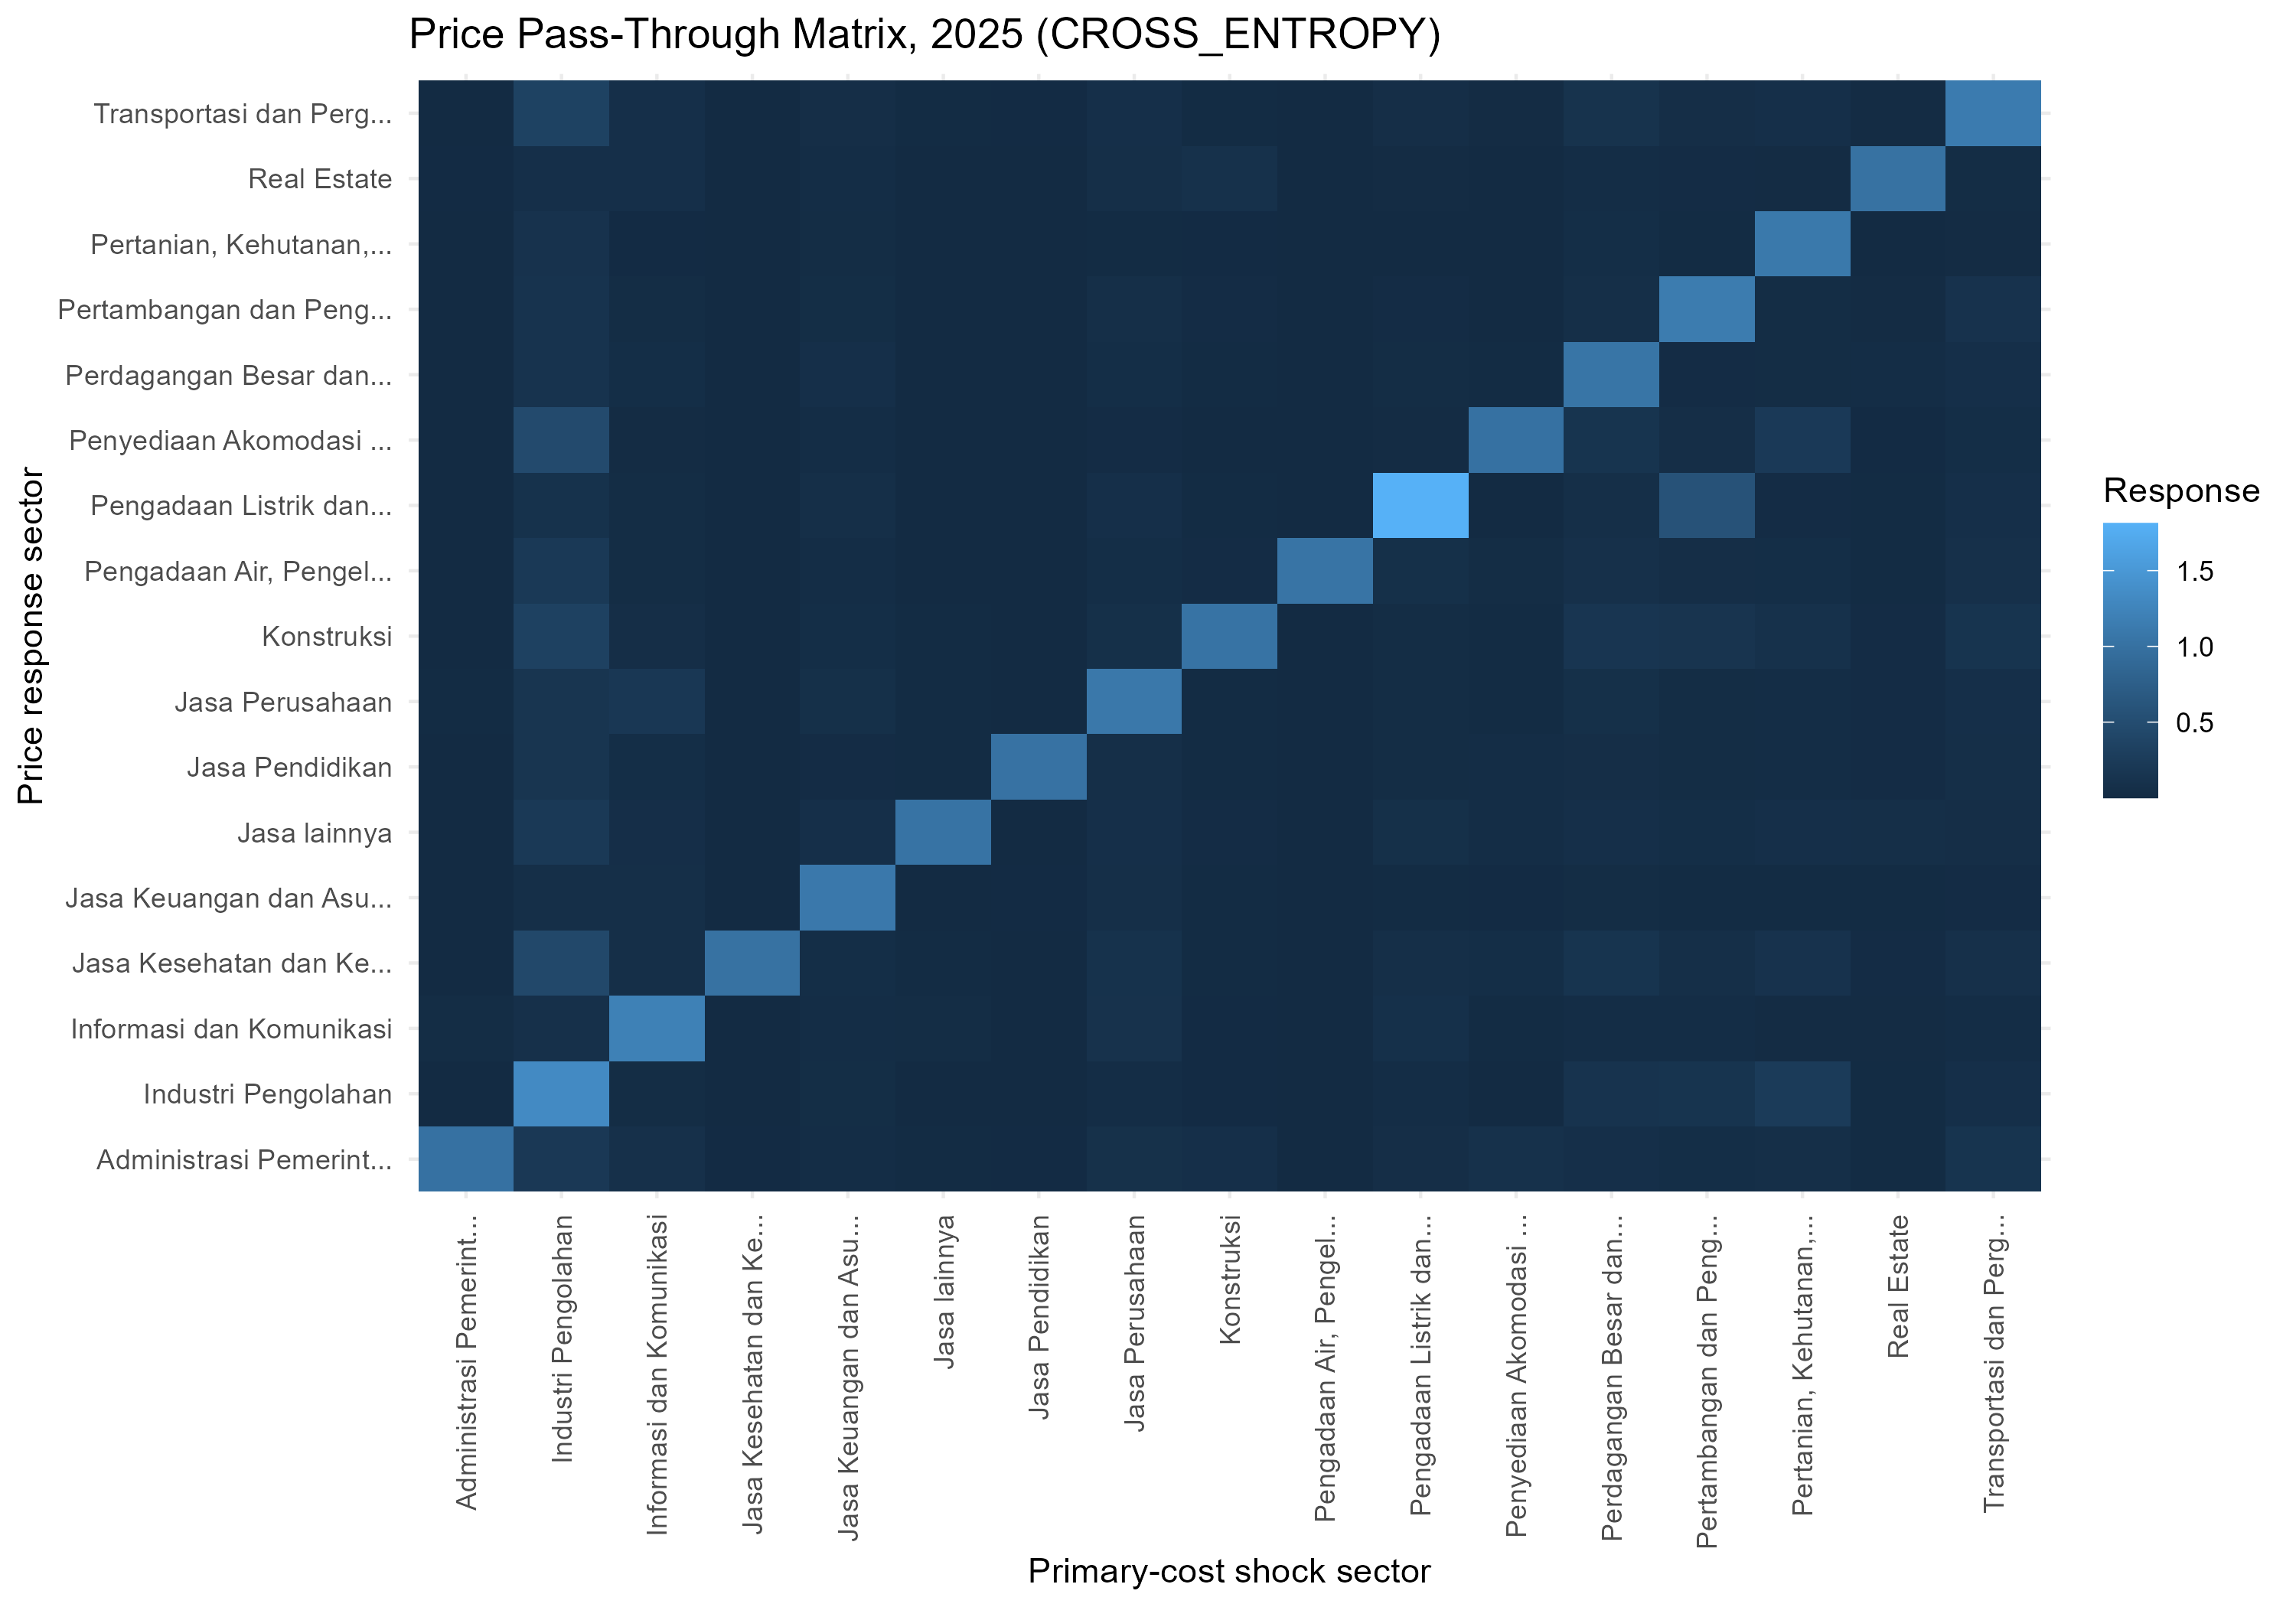 Price Pass-Through Matrix, 2025 (CROSS_ENTROPY)
Price response sector
Transportasi dan Perg...
Real Estate
Pertanian, Kehutanan,...
Pertambangan dan Peng...
Perdagangan Besar dan...
Penyediaan Akomodasi ...
Pengadaan Listrik dan...
Pengadaan Air, Pengel...
Konstruksi
Jasa Perusahaan
Jasa Pendidikan
Jasa lainnya
Jasa Keuangan dan Asu...
Jasa Kesehatan dan Ke...
Informasi dan Komunikasi
Industri Pengolahan
Administrasi Pemerint...
Administrasi Pemerint...
Industri Pengolahan
Informasi dan Komunikasi
Jasa Kesehatan dan Ke...
Jasa Keuangan dan Asu...
Jasa lainnya
Jasa Pendidikan
Jasa Perusahaan
Konstruksi
Pengadaan Air, Pengel...
Pengadaan Listrik dan...
Penyediaan Akomodasi ...
Perdagangan Besar dan...
Pertambangan dan Peng...
Pertanian, Kehutanan,...
Real Estate
Transportasi dan Perg...
Primary-cost shock sector
Response
1.5
1.0
0.5